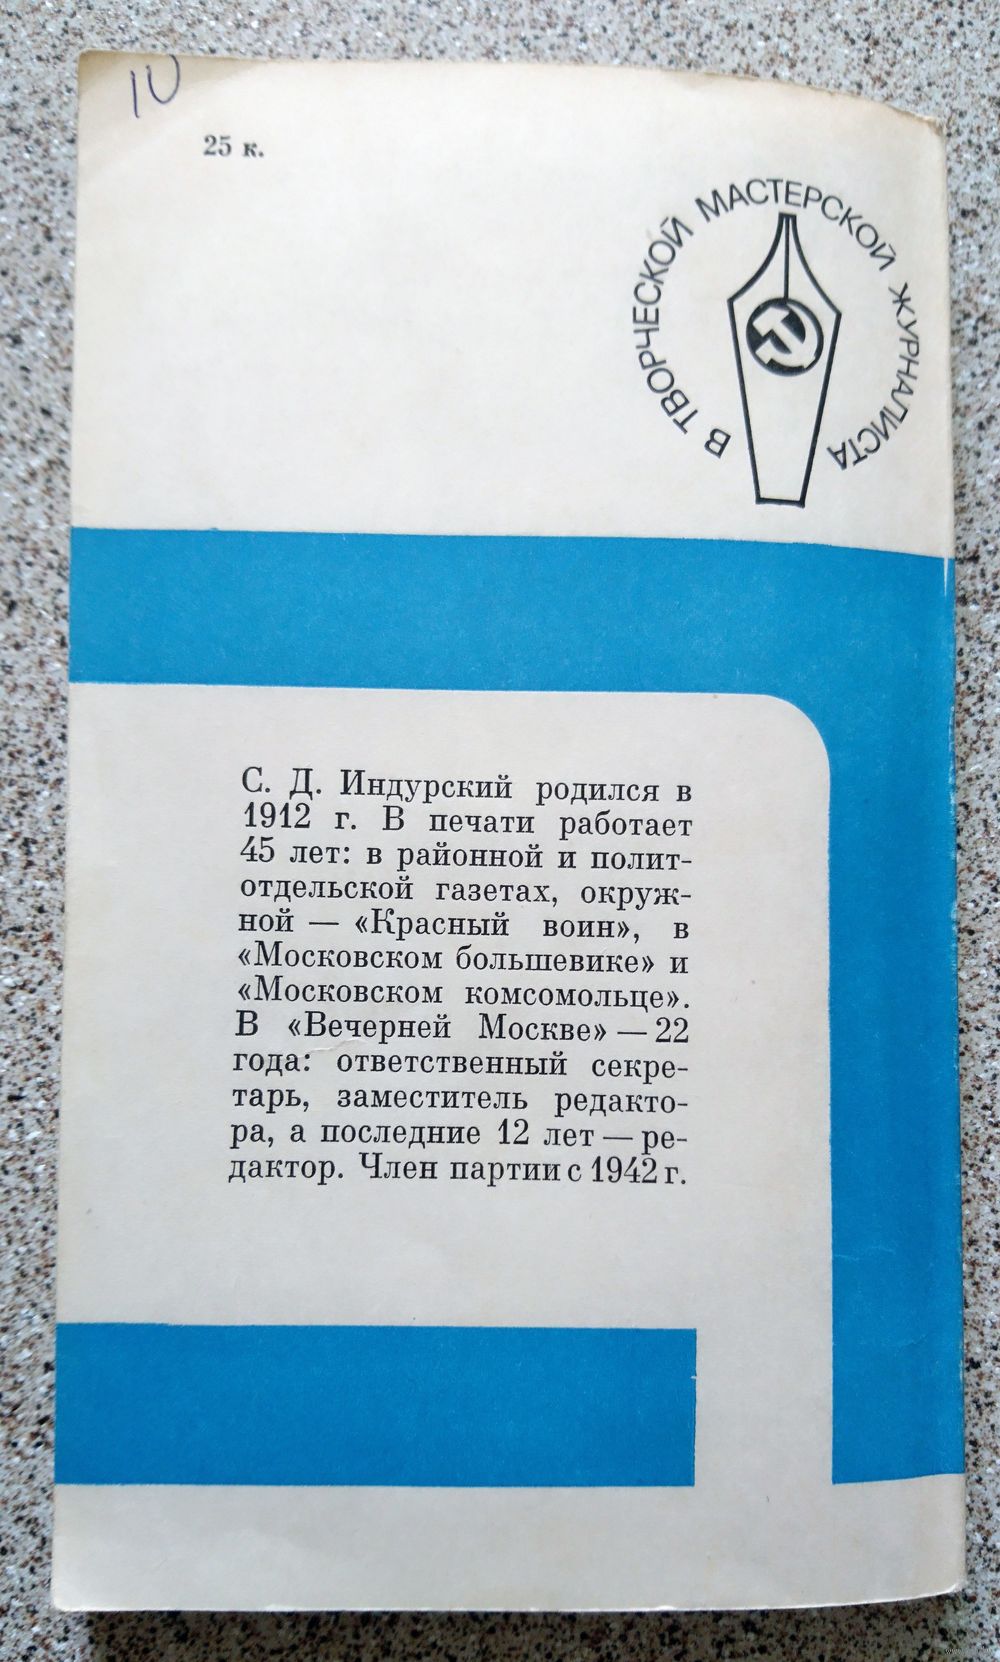 10
25 к.
В ТВОРЧЕСКОЙ МАСТЕРСКОЙ ЖУРНАЛИСТА
С. Д. Индурский родился в
1912 г. В печати работает
45 лет: в районной и полит-
отдельской газетах, окруж-
ной — «Красный воин», в
«Московском большевике» и
«Московском комсомольце».
В «Вечерней Москве» — 22
года: ответственный секре-
тарь, заместитель редакто-
ра, а последние 12 лет — ре-
дактор. Член партии с 1942 г.